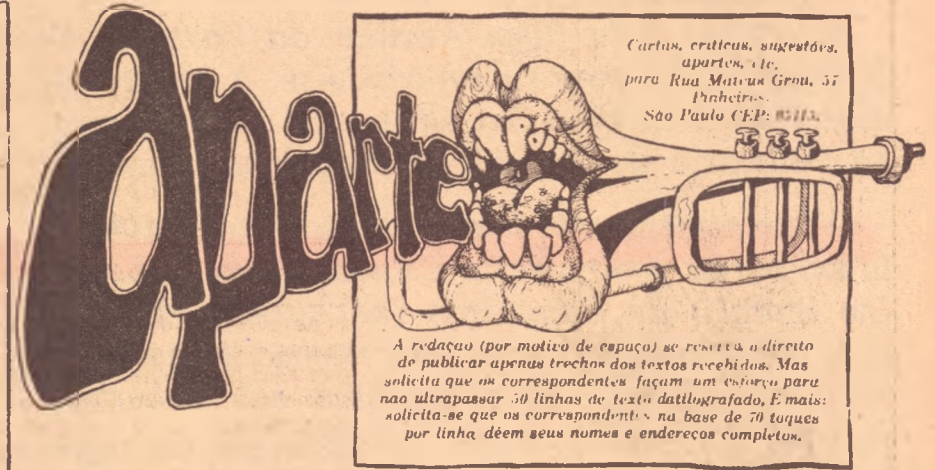 aparte
Cartas, críticas, sugestões,
apartes, etc.
para Rua Mateus Grou, 57
Pinheiros.
São Paulo CEP:
A redação (por motivo de espaço) se reserva o direito
de publicar apenas trechos dos textos recebidos. Mas
solicita que os correspondentes façam um esforço para
nao ultrapassar 50 linhas de texto datilografado. E mais:
solicita-se que os correspondentes na base de 70 toques
por linha, dêem seus nomes e endereços completos.